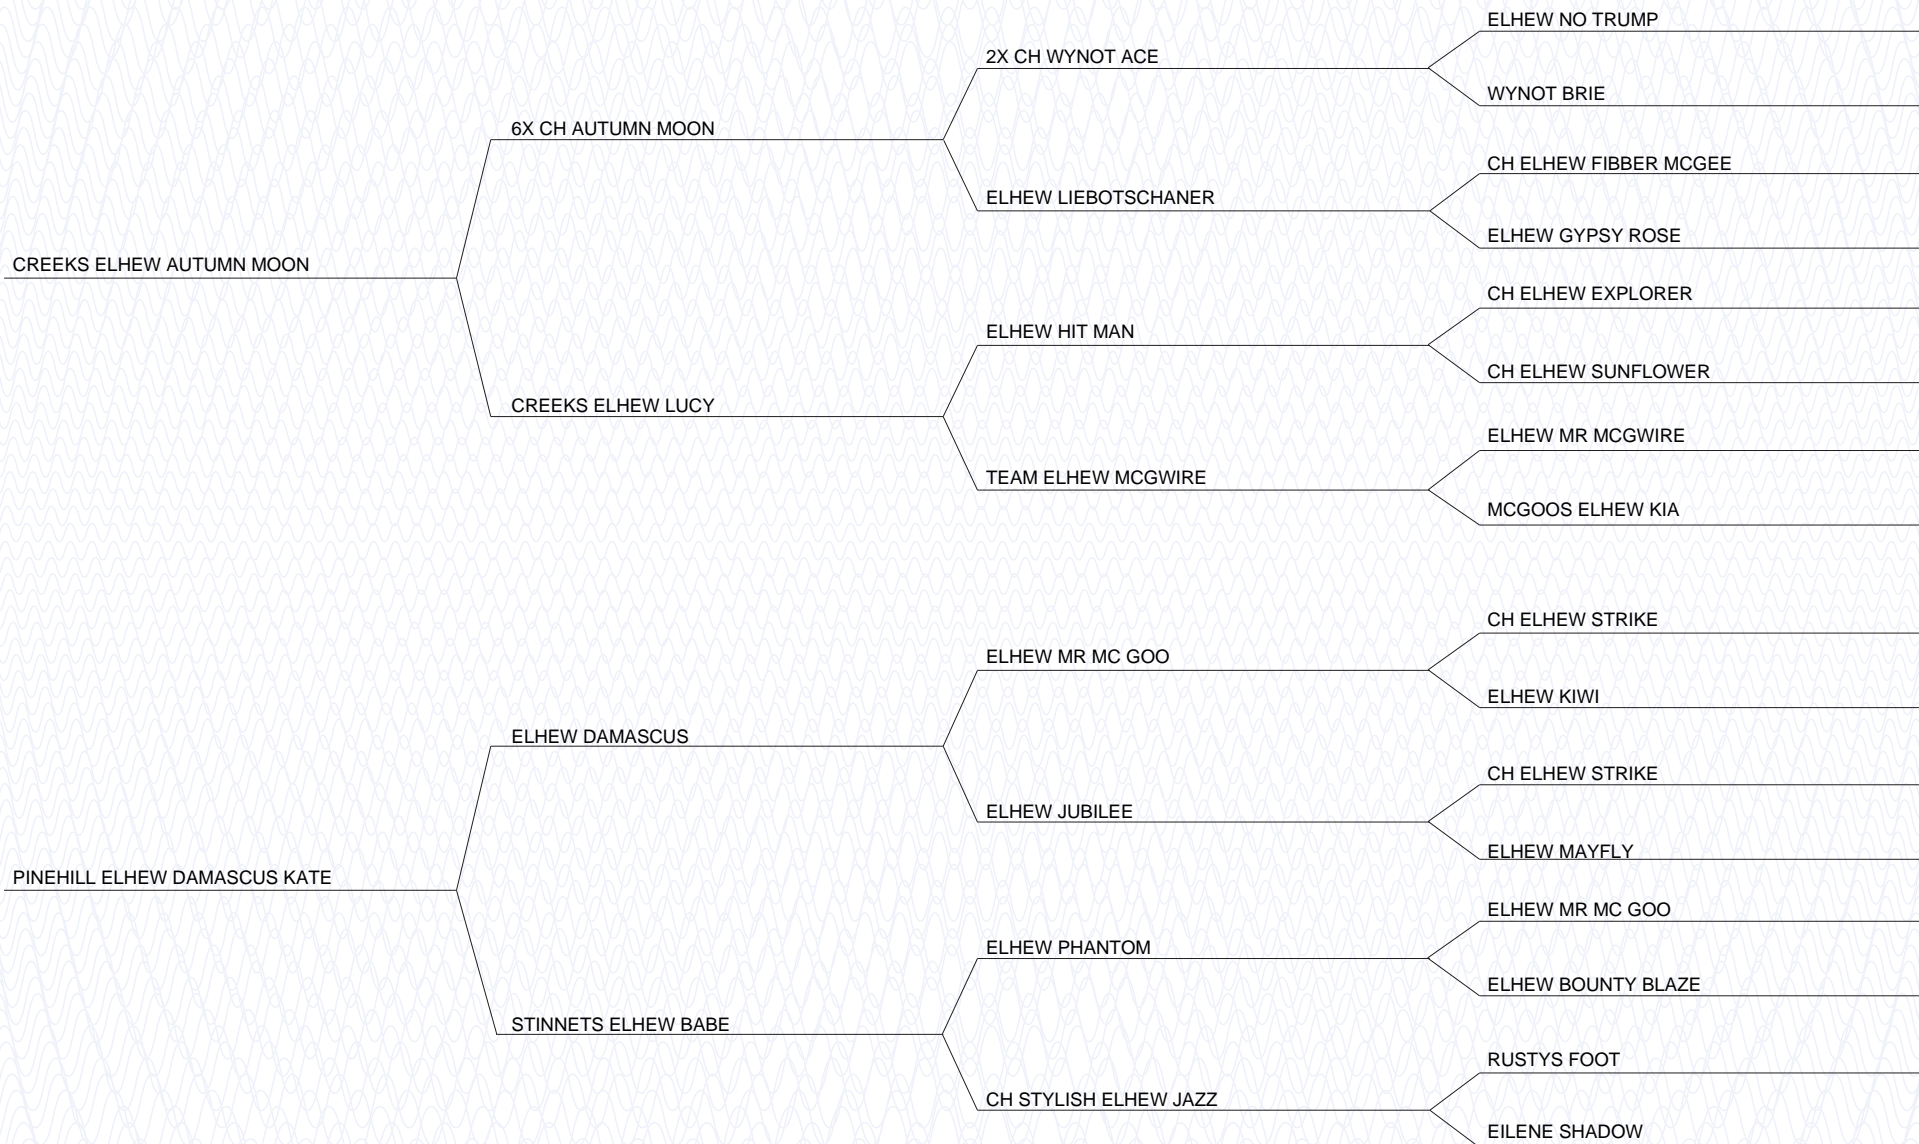 ELHEW NO TRUMP
2X CH WYNOT ACE
WYNOT BRIE
6X CH AUTUMN MOON
CH ELHEW FIBBER MCGEE
ELHEW LIEBOTSCHANER
ELHEW GYPSY ROSE
CREEKS ELHEW AUTUMN MOON
CH ELHEW EXPLORER
ELHEW HIT MAN
CH ELHEW SUNFLOWER
CREEKS ELHEW LUCY
ELHEW MR MCGWIRE
TEAM ELHEW MCGWIRE
MCGOOS ELHEW KIA
CH ELHEW STRIKE
ELHEW MR MC GOO
ELHEW KIWI
ELHEW DAMASCUS
CH ELHEW STRIKE
ELHEW JUBILEE
ELHEW MAYFLY
PINEHILL ELHEW DAMASCUS KATE
ELHEW MR MC GOO
ELHEW PHANTOM
ELHEW BOUNTY BLAZE
STINNETS ELHEW BABE
RUSTYS FOOT
CH STYLISH ELHEW JAZZ
EILENE SHADOW